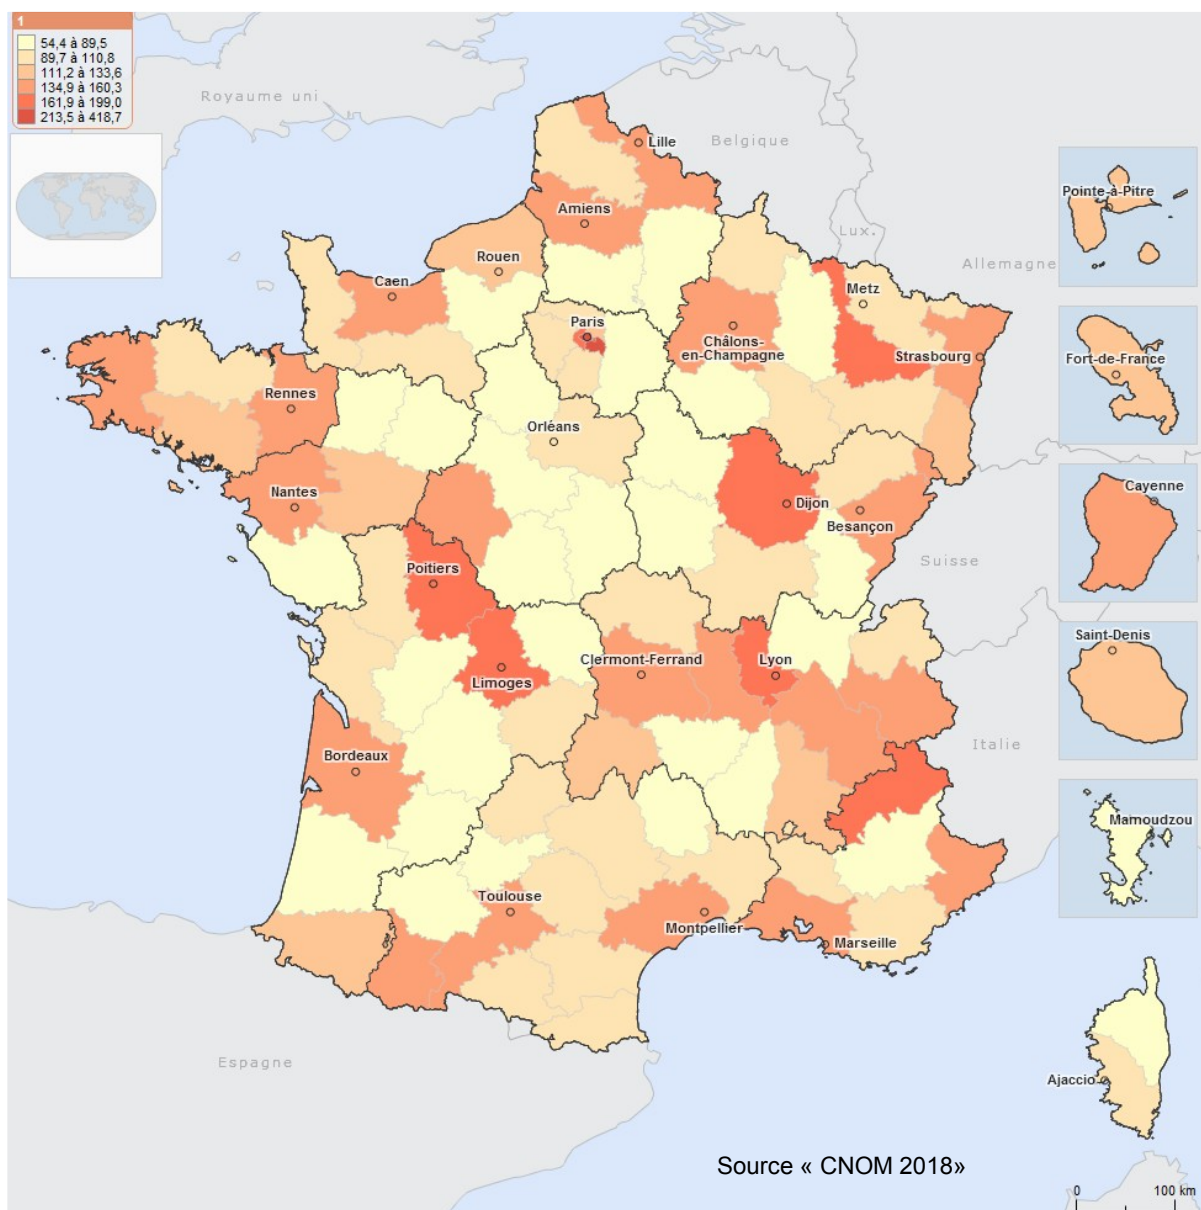 1
54,4 à 89,5
89,7 à 110,8
111,2 à 133,6
134,9 à 160,3
161,9 à 199,0
213,5 à 418,7
Royaume uni
Belgique
Lille
Pointe-à-Pitre
Amiens
Lux.
Rouen
Allemagne
Caen
Metz
Paris
Châlons-
en-Champagne
Strasbourg
Fort-de-France
Rennes
Orléans
Cayenne
Nantes
Dijon
Besançon
Suisse
Poitiers
Saint-Denis
Limoges
Clermont-Ferrand
Lyon
Italie
Bordeaux
Mamoudzou
Toulouse
Montpellier
Marseille
Espagne
Ajaccio
Source « CNOM 2018»
0 100 km